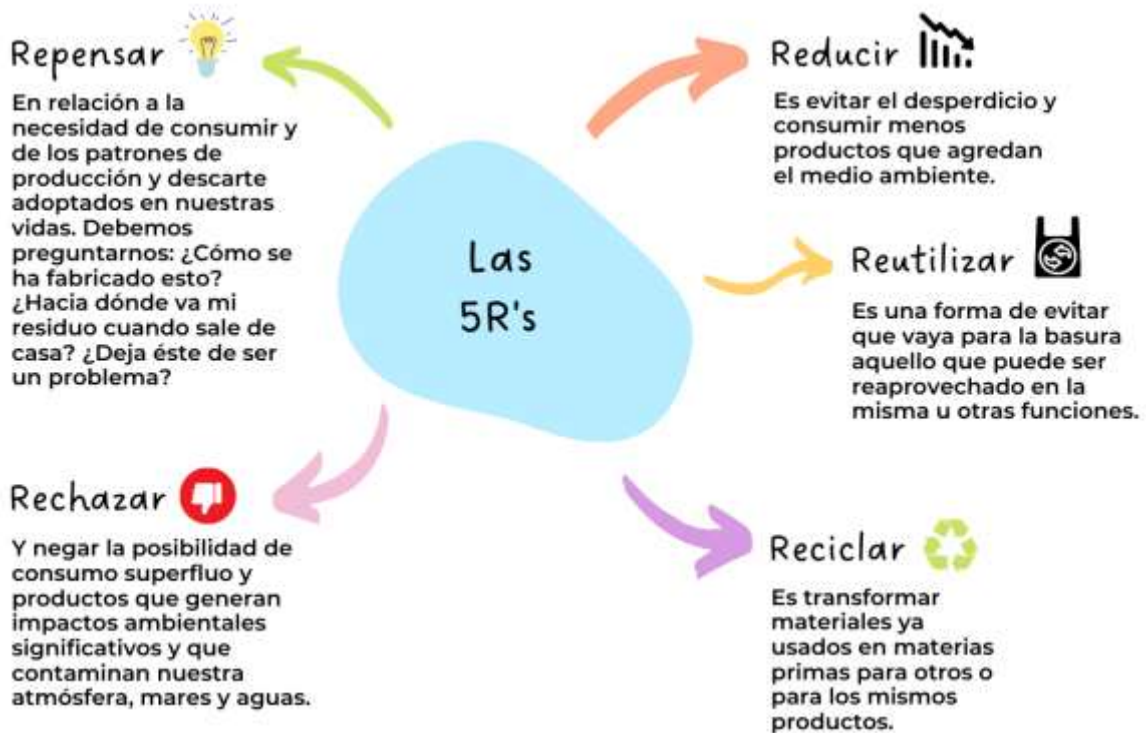 Las
5R's
Repensar
En relación a la
necesidad de consumir y
de los patrones de
producción y descarte
adoptados en nuestras
vidas. Debemos
preguntarnos: ¿Cómo se
ha fabricado esto?
¿Hacia dónde va mi
residuo cuando sale de
casa? ¿Deja éste de ser
un problema?
Reducir
Es evitar el desperdicio y
consumir menos
productos que agredan
el medio ambiente.
Reutilizar
Es una forma de evitar
que vaya para la basura
aquello que puede ser
reaprovechado en la
misma u otras funciones.
Rechazar
Y negar la posibilidad de
consumo superfluo y
productos que generan
impactos ambientales
significativos y que
contaminan nuestra
atmósfera, mares y aguas.
Reciclar
Es transformar
materiales ya
usados en materias
primas para otros o
para los mismos
productos.